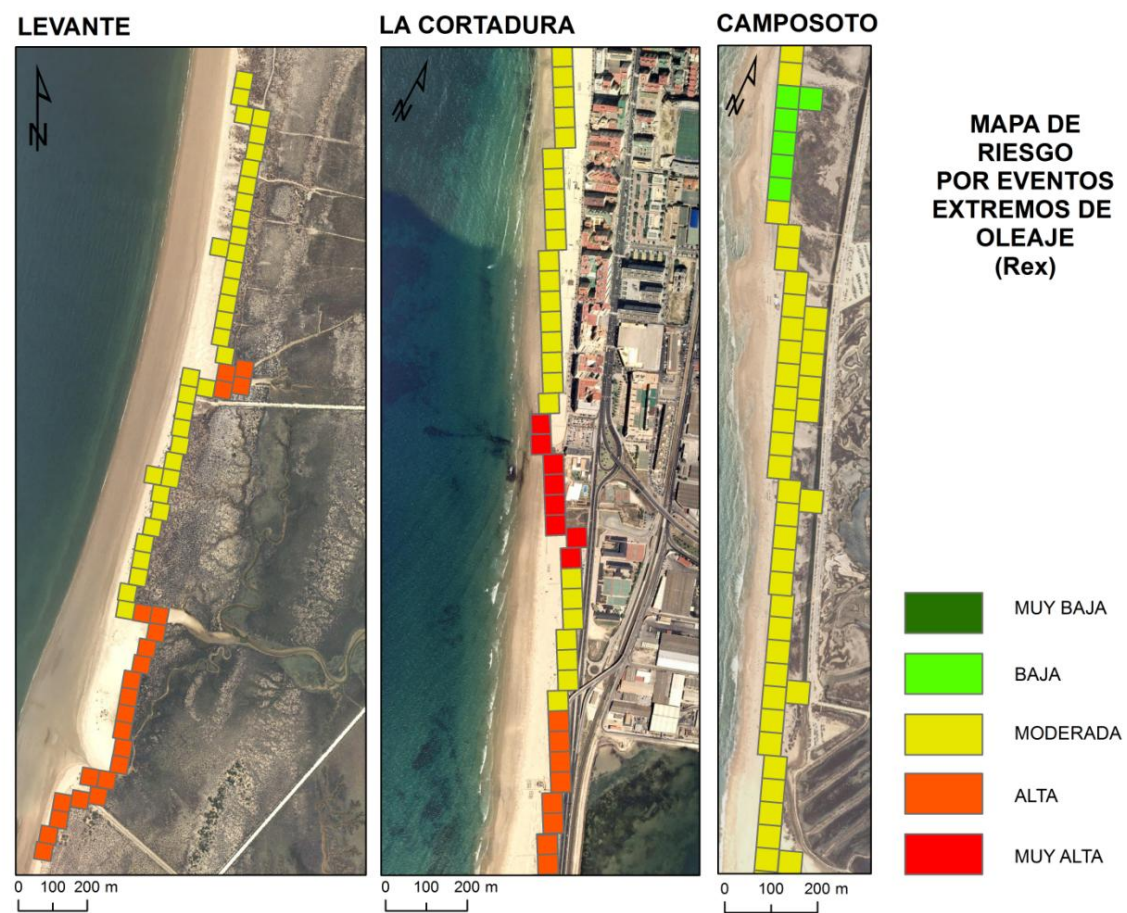 LEVANTE
LA CORTADURA
CAMPOSOTO
N
N
N
MAPA DE
RIESGO
POR EVENTOS
EXTREMOS DE
OLEAJE
(Rex)
MUY BAJA
BAJA
MODERADA
ALTA
MUY ALTA
0 100 200 m
0 100 200 m
0 100 200 m